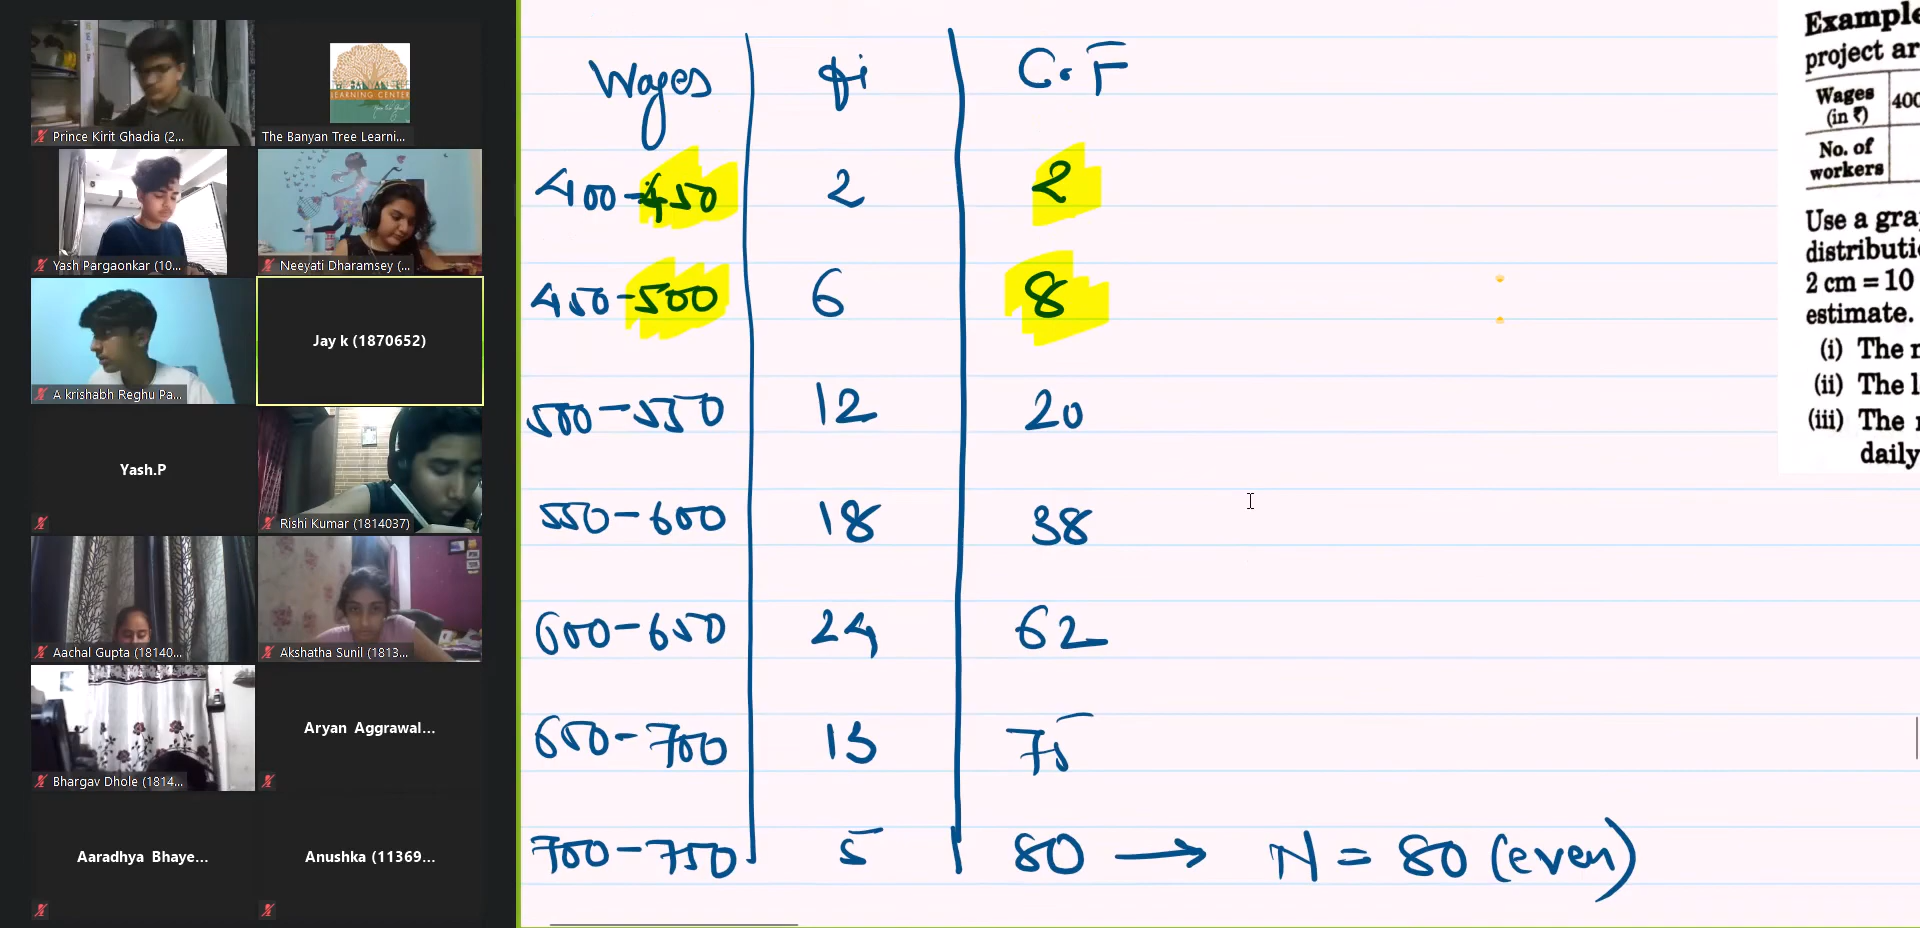 Prince Kirit Ghadia (2...
LEARNING CENTER
The Banyan Tree Learni...
Yash Pargaonkar (10...
Neeyati Dharamsey (...
A krishabh Reghu Pa...
Jay k (1870652)
Yash.P
Rishi Kumar (1814037)
Aachal Gupta (18140...
Akshatha Sunil (1813...
Bhargav Dhole (1814...
Aryan Aggrawal...
Aaradhya Bhaye...
Anushka (11369...
Wages fi C.F
400-450 2 2
450-500 6 8
500-550 12 20
550-600 18 38
600-650 24 62
650-700 13 75
700-750 5 80 → N = 80 (even)
Example
project ar
Wages 400
(in ₹)
No. of
workers
Use a gra
distributi
2 cm = 10
estimate.
(i) The
(ii) The l
(iii) The
daily